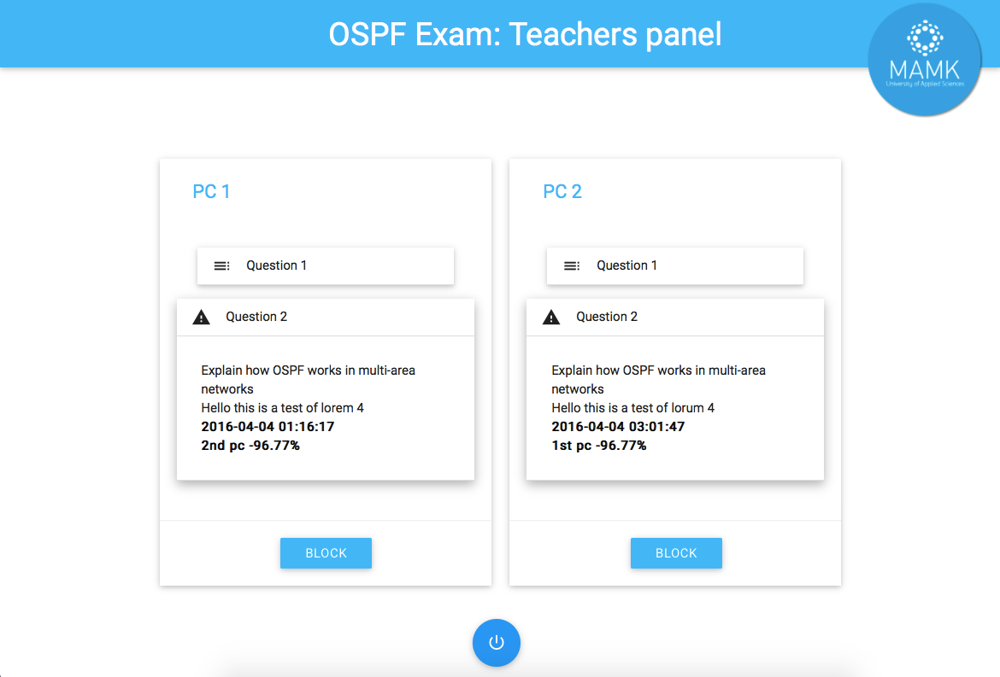 OSPF Exam: Teachers panel
MAMK
University of Applied Sciences
PC 1
Question 1
Question 2
Explain how OSPF works in multi-area
networks
Hello this is a test of lorem 4
2016-04-04 01:16:17
2nd pc -96.77%
BLOCK
PC 2
Question 1
Question 2
Explain how OSPF works in multi-area
networks
Hello this is a test of lorum 4
2016-04-04 03:01:47
1st pc -96.77%
BLOCK